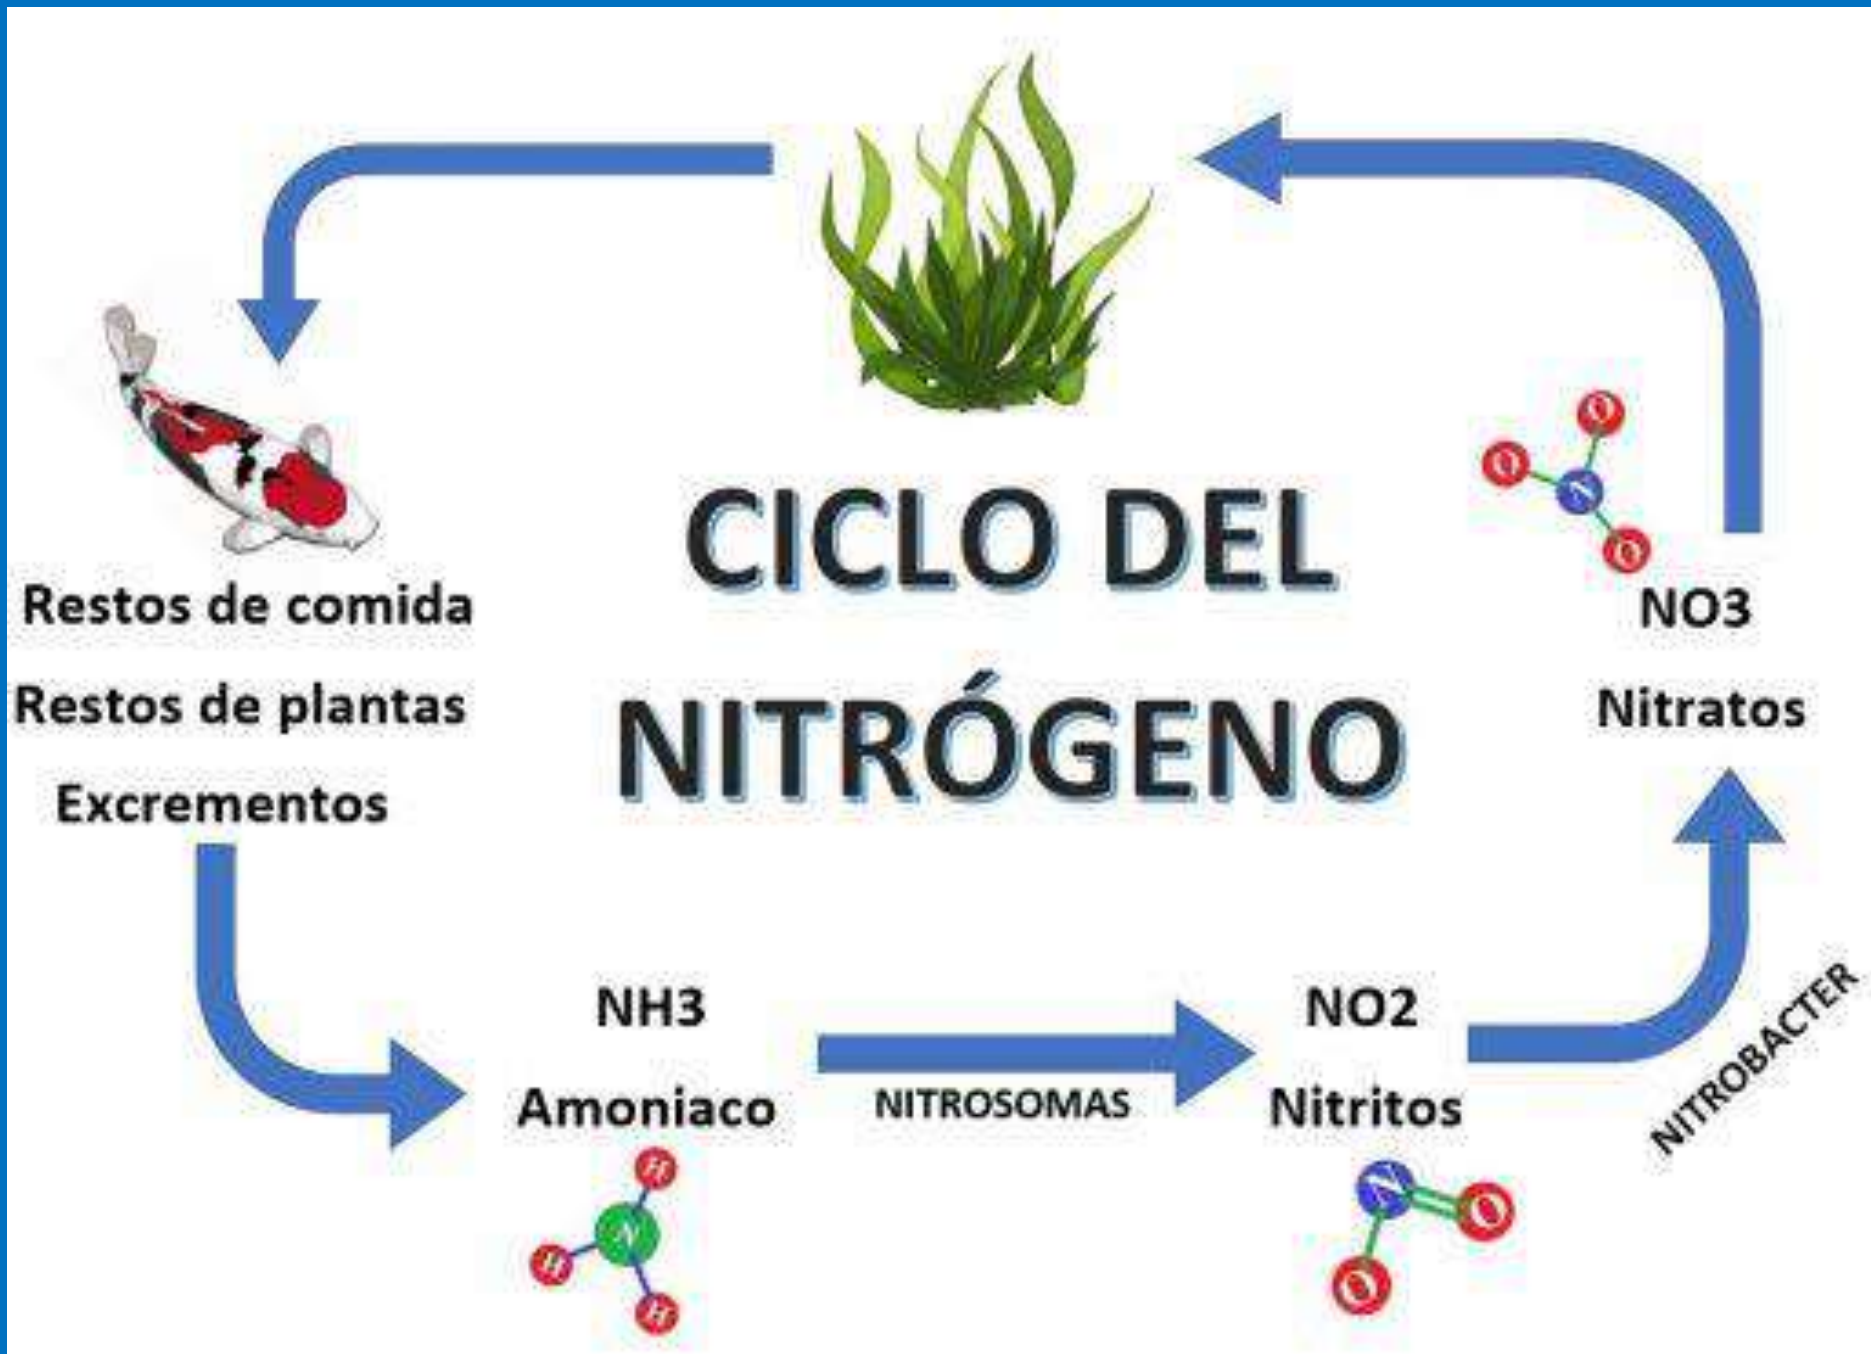 CICLO DEL
NITRÓGENO
Restos de comida
Restos de plantas
Excrementos
NH3
Amoniaco
H
N
H
H
NITROSOMAS
NO2
Nitritos
N
O
O
NITROBACTER
NO3
Nitratos
O
O
N
O